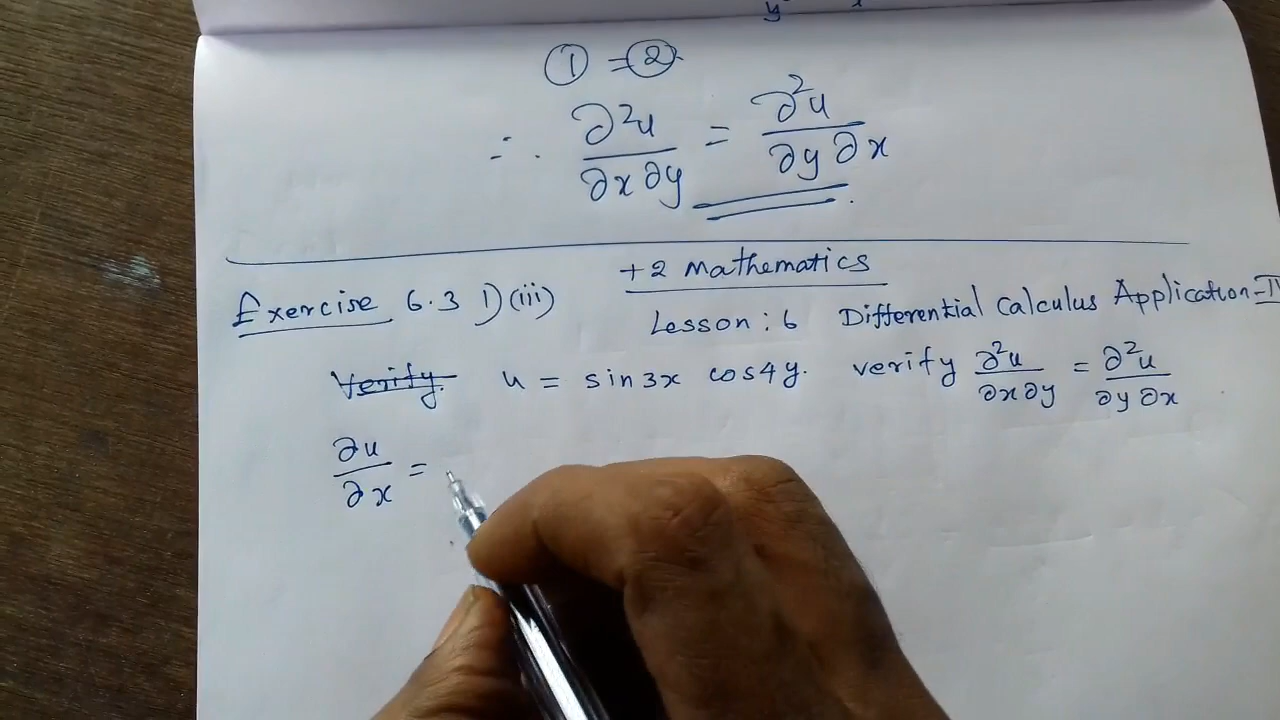 ① = ②
∴ ∂²u/∂x∂y = ∂²u/∂y∂x
+2 Mathematics
Exercise 6.3 1)(iii)
Lesson: 6 Differential Calculus Application-II
Verify. u = sin3x cos4y. verify ∂²u/∂x∂y = ∂²u/∂y∂x
∂u/∂x =